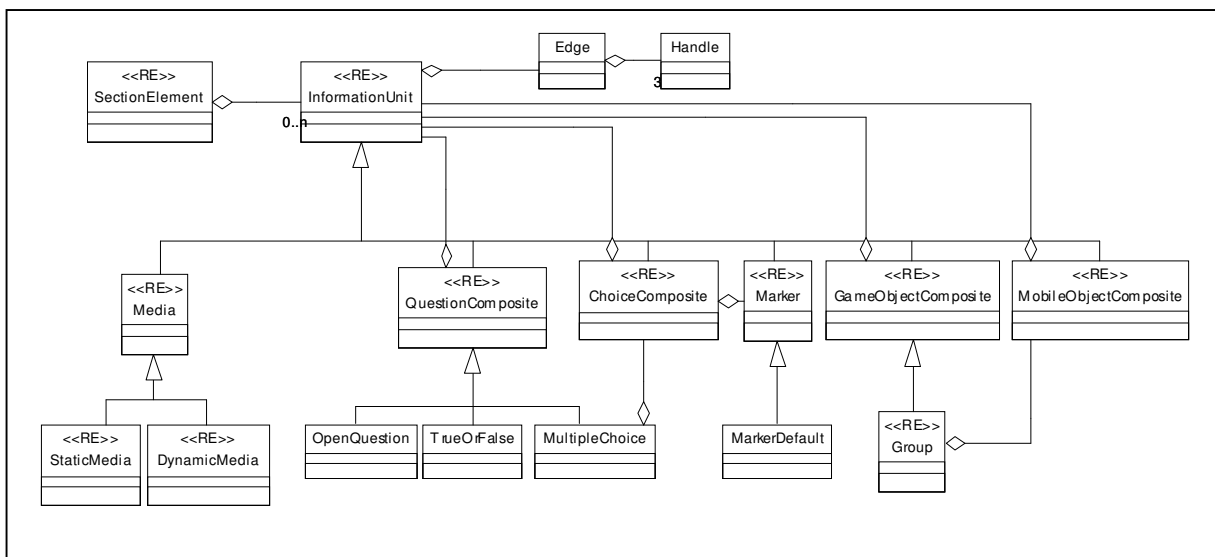 Edge
Handle
3
<<RE>>
SectionElement
<<RE>>
InformationUnit
0..n
<<RE>>
Media
<<RE>>
QuestionComposite
<<RE>>
ChoiceComposite
<<RE>>
Marker
<<RE>>
GameObjectComposite
<<RE>>
MobileObjectComposite
<<RE>>
StaticMedia
<<RE>>
DynamicMedia
OpenQuestion
TrueOrFalse
MultipleChoice
MarkerDefault
<<RE>>
Group